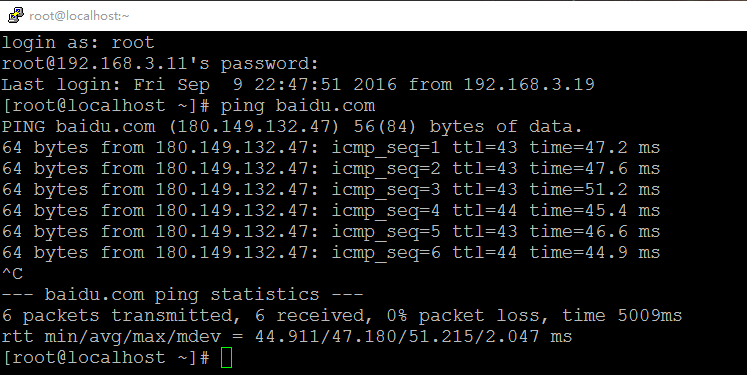 root@localhost:~
login as: root
root@192.168.3.11's password:
Last login: Fri Sep  9 22:47:51 2016 from 192.168.3.19
[root@localhost ~]# ping baidu.com
PING baidu.com (180.149.132.47) 56(84) bytes of data.
64 bytes from 180.149.132.47: icmp_seq=1 ttl=43 time=47.2 ms
64 bytes from 180.149.132.47: icmp_seq=2 ttl=43 time=47.6 ms
64 bytes from 180.149.132.47: icmp_seq=3 ttl=43 time=51.2 ms
64 bytes from 180.149.132.47: icmp_seq=4 ttl=44 time=45.4 ms
64 bytes from 180.149.132.47: icmp_seq=5 ttl=43 time=46.6 ms
64 bytes from 180.149.132.47: icmp_seq=6 ttl=44 time=44.9 ms
^C
--- baidu.com ping statistics ---
6 packets transmitted, 6 received, 0% packet loss, time 5009ms
rtt min/avg/max/mdev = 44.911/47.180/51.215/2.047 ms
[root@localhost ~]#